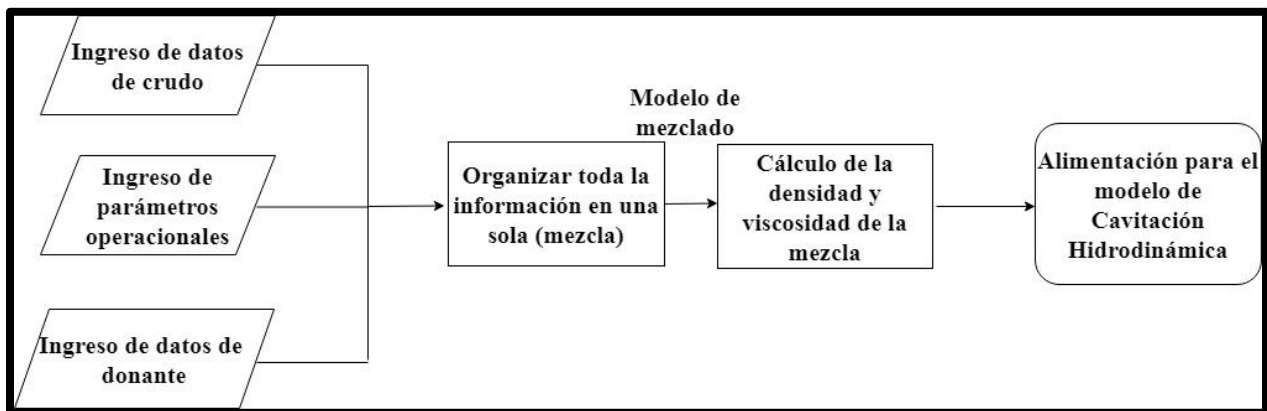 Ingreso de datos
de crudo
Ingreso de
parámetros
operacionales
Ingreso de datos de
donante
Organizar toda la
información en una
sola (mezcla)
Modelo de
mezclado
Cálculo de la
densidad y
viscosidad de la
mezcla
Alimentación para el
modelo de
Cavitación
Hidrodinámica